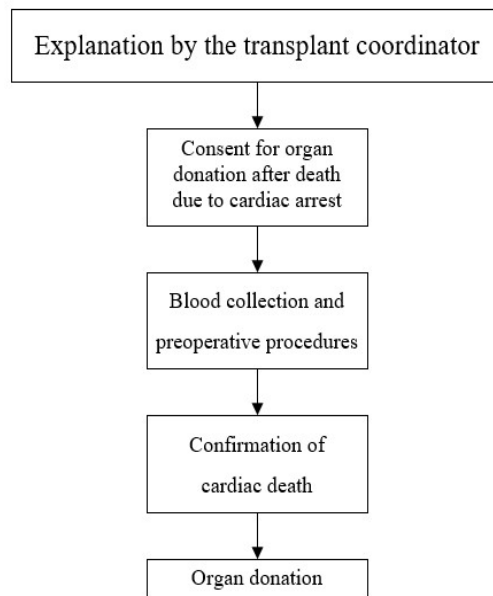 Explanation by the transplant coordinator
Consent for organ
donation after death
due to cardiac arrest
Blood collection and
preoperative procedures
Confirmation of
cardiac death
Organ donation